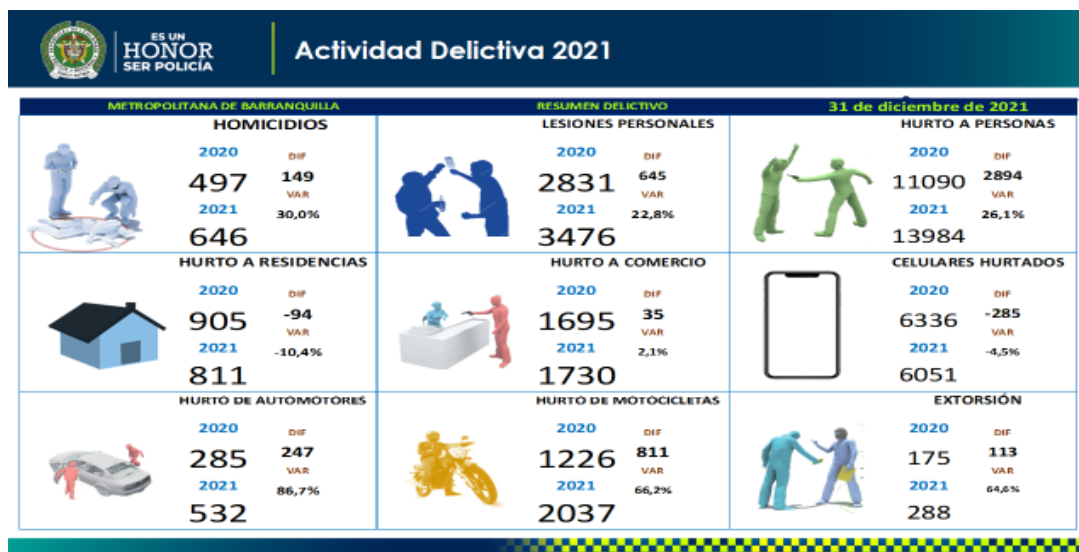 ES UN
HONOR
SER POLICÍA
Actividad Delictiva 2021
METROPOLITANA DE BARRANQUILLA
RESUMEN DELICTIVO
31 de diciembre de 2021
HOMICIDIOS
2020
DIF
497
149
VAR
2021
30,0%
646
LESIONES PERSONALES
2020
DIF
2831
645
VAR
2021
22,8%
3476
HURTO A PERSONAS
2020
DIF
11090
2894
VAR
2021
26,1%
13984
HURTO A RESIDENCIAS
2020
DIF
905
-94
VAR
2021
-10,4%
811
HURTO A COMERCIO
2020
DIF
1695
35
VAR
2021
2,1%
1730
CELULARES HURTADOS
2020
DIF
6336
-285
VAR
2021
-4,5%
6051
HURTO DE AUTOMOTORES
2020
DIF
285
247
VAR
2021
86,7%
532
HURTO DE MOTOCICLETAS
2020
DIF
1226
811
VAR
2021
66,2%
2037
EXTORSIÓN
2020
DIF
175
113
VAR
2021
64,6%
288